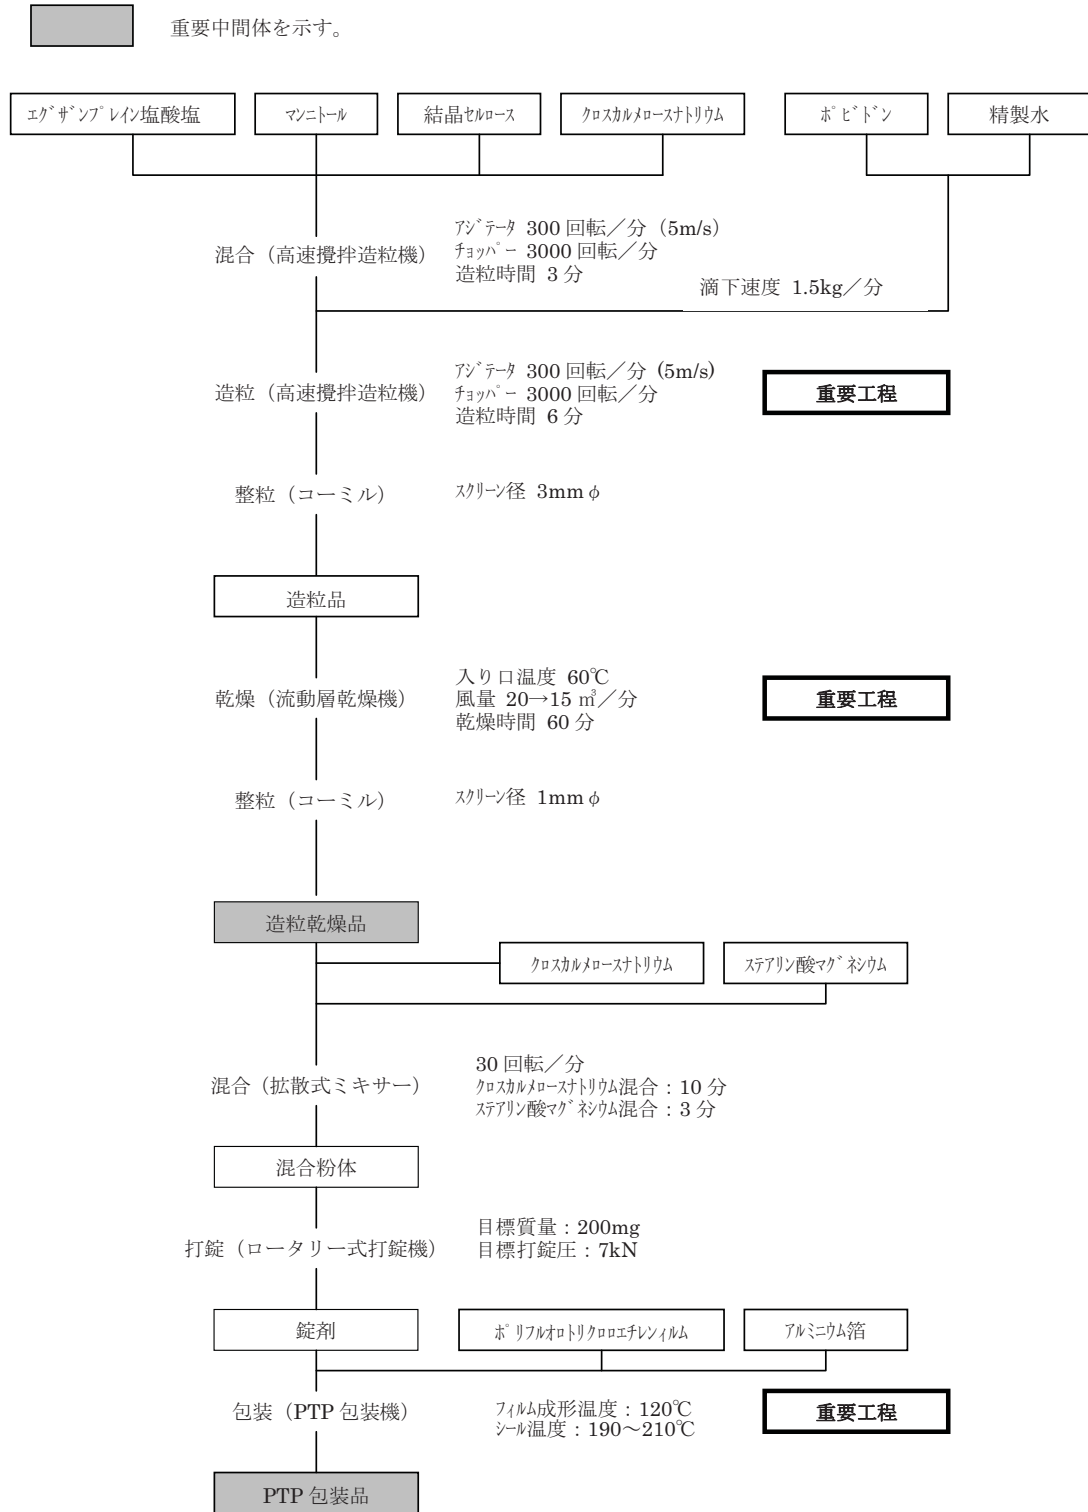 重要中間体を示す。
ｴｸﾞｻﾞﾝﾌﾟﾚｲﾝ塩酸塩
ﾏﾝﾆﾄｰﾙ
結晶ｾﾙﾛｰｽ
ｸﾛｽｶﾙﾒﾛｰｽﾅﾄﾘｳﾑ
ﾎﾟﾋﾞﾄﾞﾝ
精製水
混合（高速攪拌造粒機）
ｱｼﾞﾃｰﾀ 300 回転／分（5m/s）
ﾁｮｯﾊﾟｰ 3000 回転／分
造粒時間 3 分
滴下速度 1.5kg／分
造粒（高速攪拌造粒機）
ｱｼﾞﾃｰﾀ 300 回転／分 (5m/s)
ﾁｮｯﾊﾟｰ 3000 回転／分
造粒時間 6 分
重要工程
整粒（コーミル）
ｽｸﾘｰﾝ径 3mmφ
造粒品
乾燥（流動層乾燥機）
入り口温度 60℃
風量 20→15 ㎥／分
乾燥時間 60 分
重要工程
整粒（コーミル）
ｽｸﾘｰﾝ径 1mmφ
造粒乾燥品
ｸﾛｽｶﾙﾒﾛｰｽﾅﾄﾘｳﾑ
ｽﾃｱﾘﾝ酸ﾏｸﾞﾈｼｳﾑ
混合（拡散式ミキサー）
30 回転／分
ｸﾛｽｶﾙﾒﾛｰｽﾅﾄﾘｳﾑ混合：10 分
ｽﾃｱﾘﾝ酸ﾏｸﾞﾈｼｳﾑ混合：3 分
混合粉体
打錠（ロータリー式打錠機）
目標質量：200mg
目標打錠圧：7kN
錠剤
ﾎﾟﾘﾌﾙｵﾛﾄﾘｸﾛﾛｴﾁﾚﾝｨﾙﾑ
ｱﾙﾐﾆｳﾑ箔
包装（PTP 包装機）
ﾌｨﾙﾑ成形温度：120℃
ｼｰﾙ温度：190～210℃
重要工程
PTP 包装品